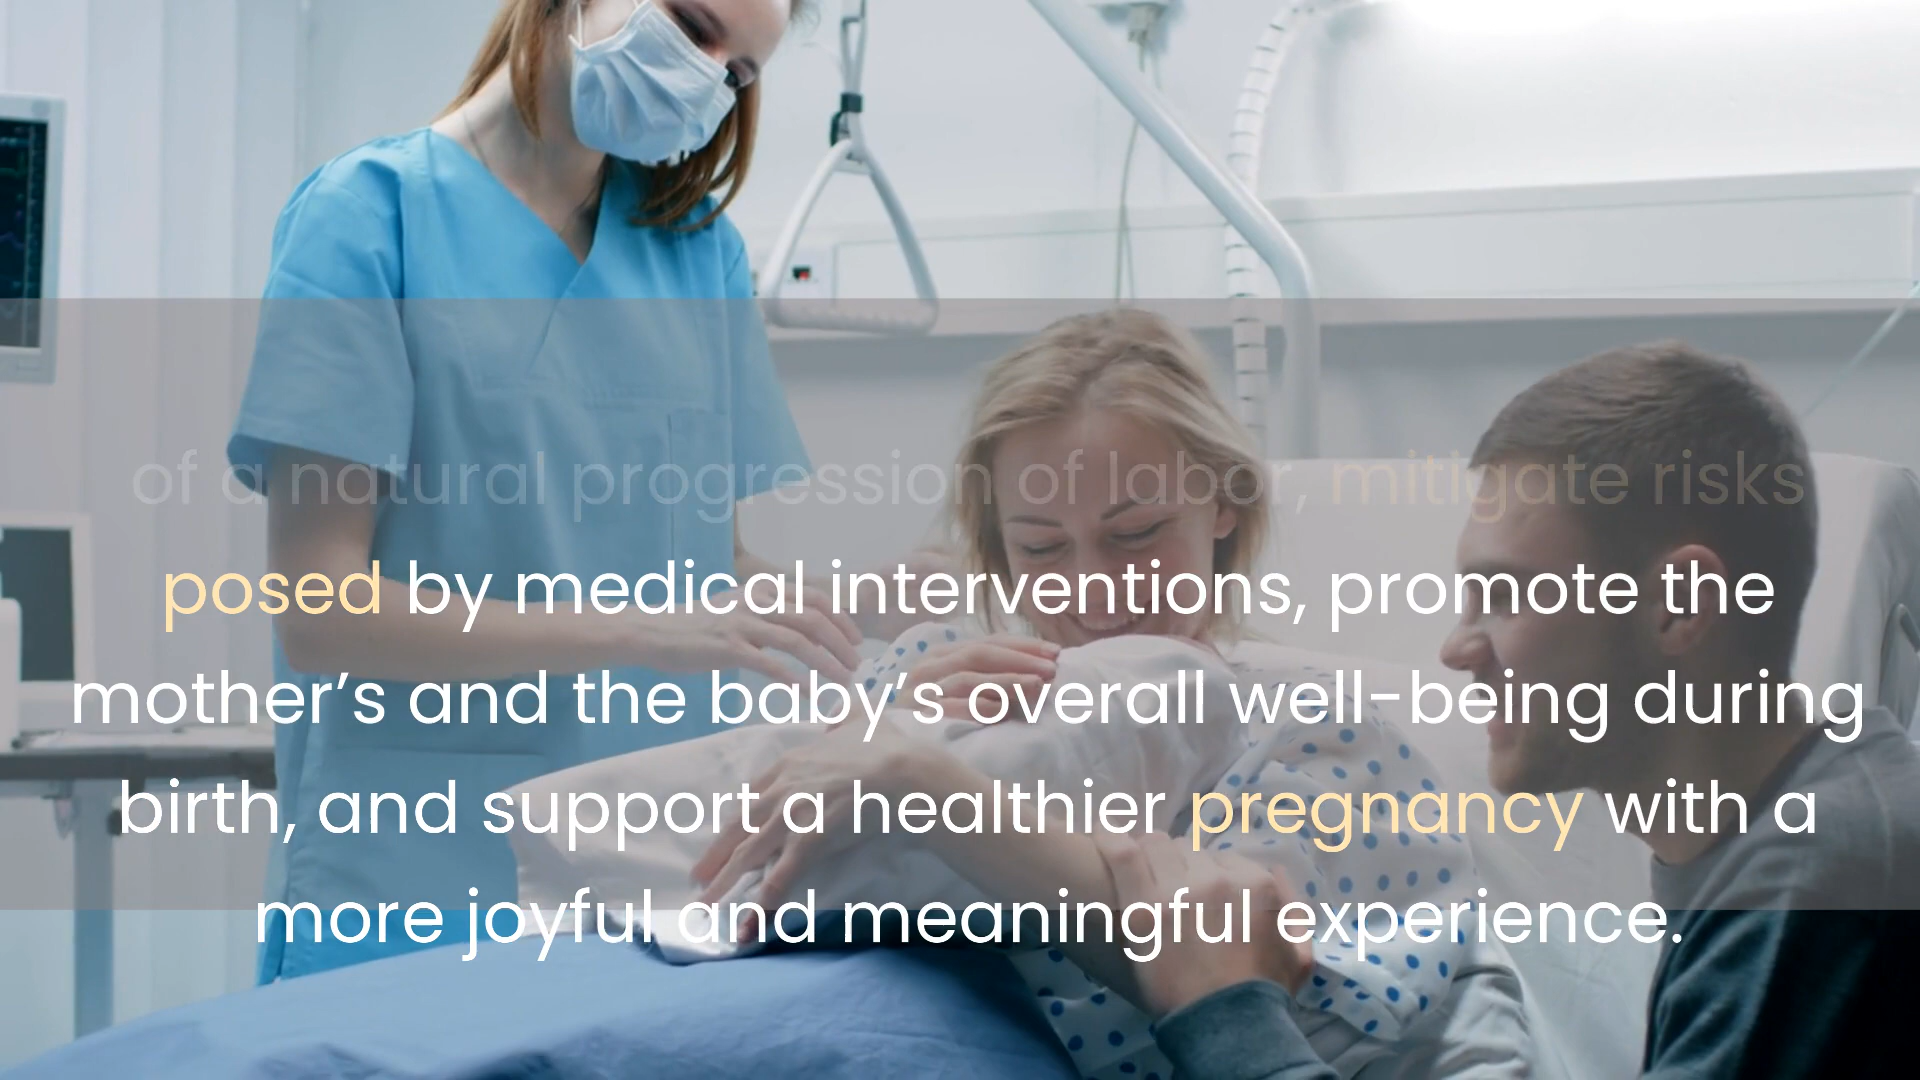 of a natural progression of labor, mitigate risks
posed by medical interventions, promote the
mother’s and the baby’s overall well-being during
birth, and support a healthier pregnancy with a
more joyful and meaningful experience.